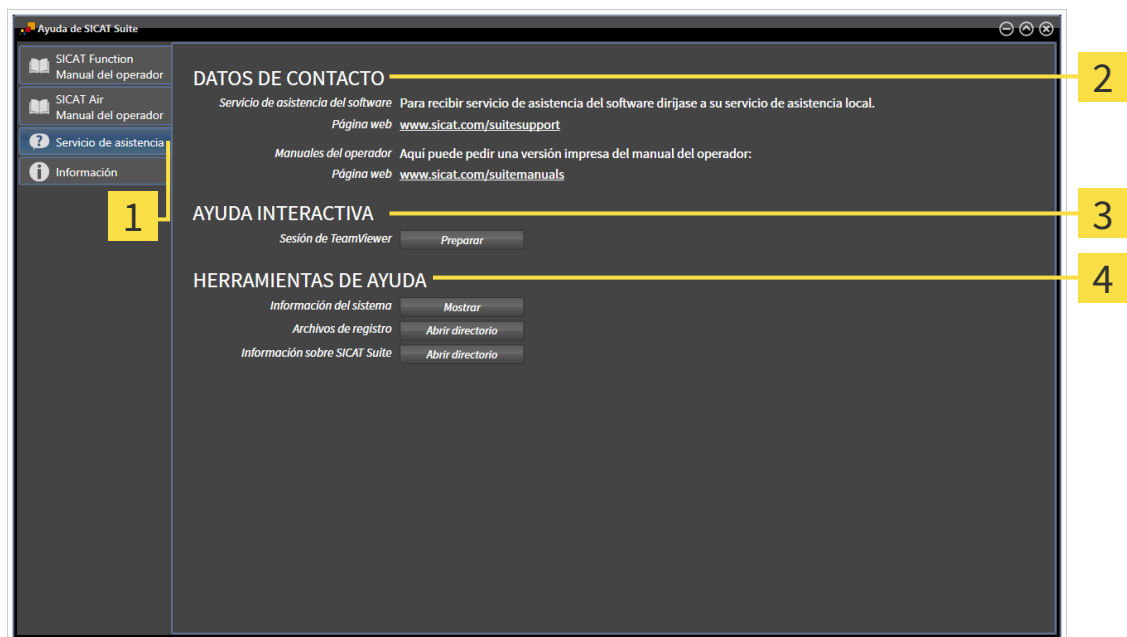 Ayuda de SICAT Suite
SICAT Function
Manual del operador
SICAT Air
Manual del operador
Servicio de asistencia
Información
1
DATOS DE CONTACTO
2
Servicio de asistencia del software Para recibir servicio de asistencia del software diríjase a su servicio de asistencia local.
Página web www.sicat.com/suitesupport
Manuales del operador Aquí puede pedir una versión impresa del manual del operador:
Página web www.sicat.com/suitemanuals
AYUDA INTERACTIVA
3
Sesión de TeamViewer Preparar
HERRAMIENTAS DE AYUDA
4
Información del sistema Mostrar
Archivos de registro Abrir directorio
Información sobre SICAT Suite Abrir directorio